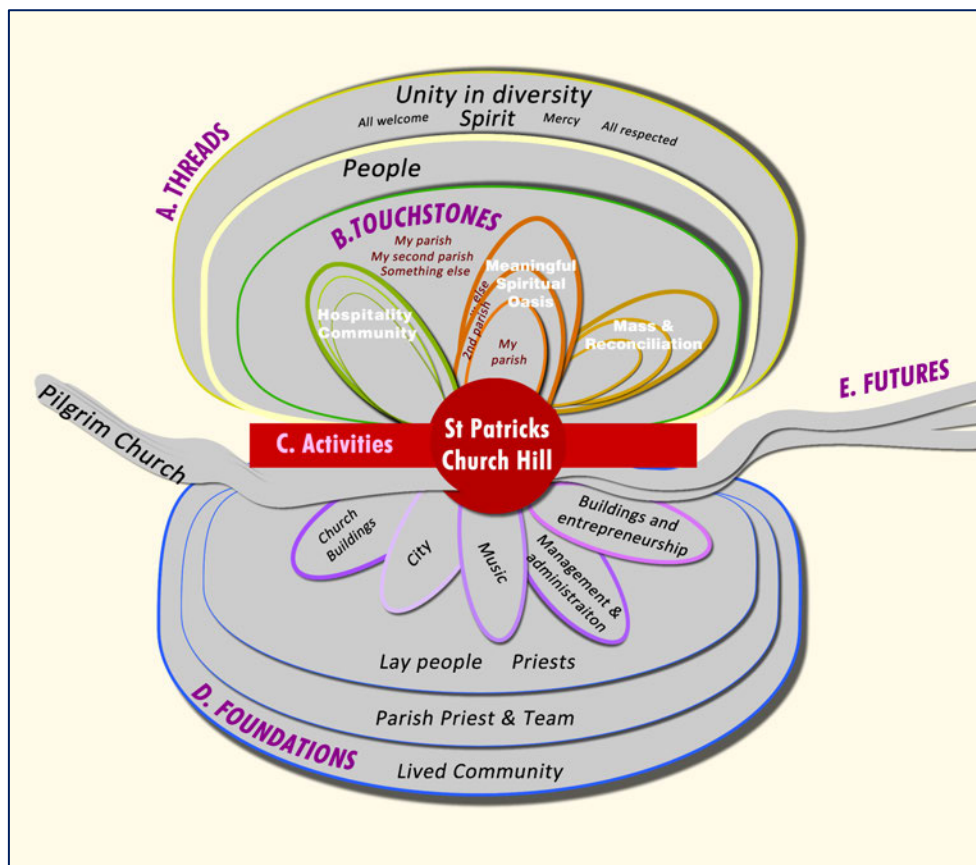 Unity in diversity
All welcome Spirit Mercy All respected
A. THREADS
People
B.TOUCHSTONES
My parish
My second parish
Something else
Hospitality
Community
Meaningful
Spiritual
Oasis
else
2nd parish
My
parish
Mass &
Reconciliation
Pilgrim Church
C. Activities
St Patricks
Church Hill
E. FUTURES
Church
Buildings
City
Music
Management &
administraiton
Buildings and
entrepreneurship
Lay people Priests
Parish Priest & Team
D. FOUNDATIONS
Lived Community